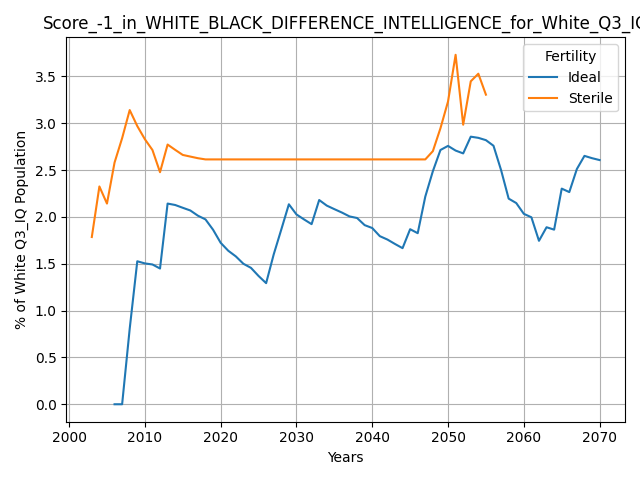 Score_-1_in_WHITE_BLACK_DIFFERENCE_INTELLIGENCE_for_White_Q3_IQ
Fertility
Ideal
Sterile
% of White Q3_IQ Population
3.5
3.0
2.5
2.0
1.5
1.0
0.5
0.0
2000 2010 2020 2030 2040 2050 2060 2070
Years